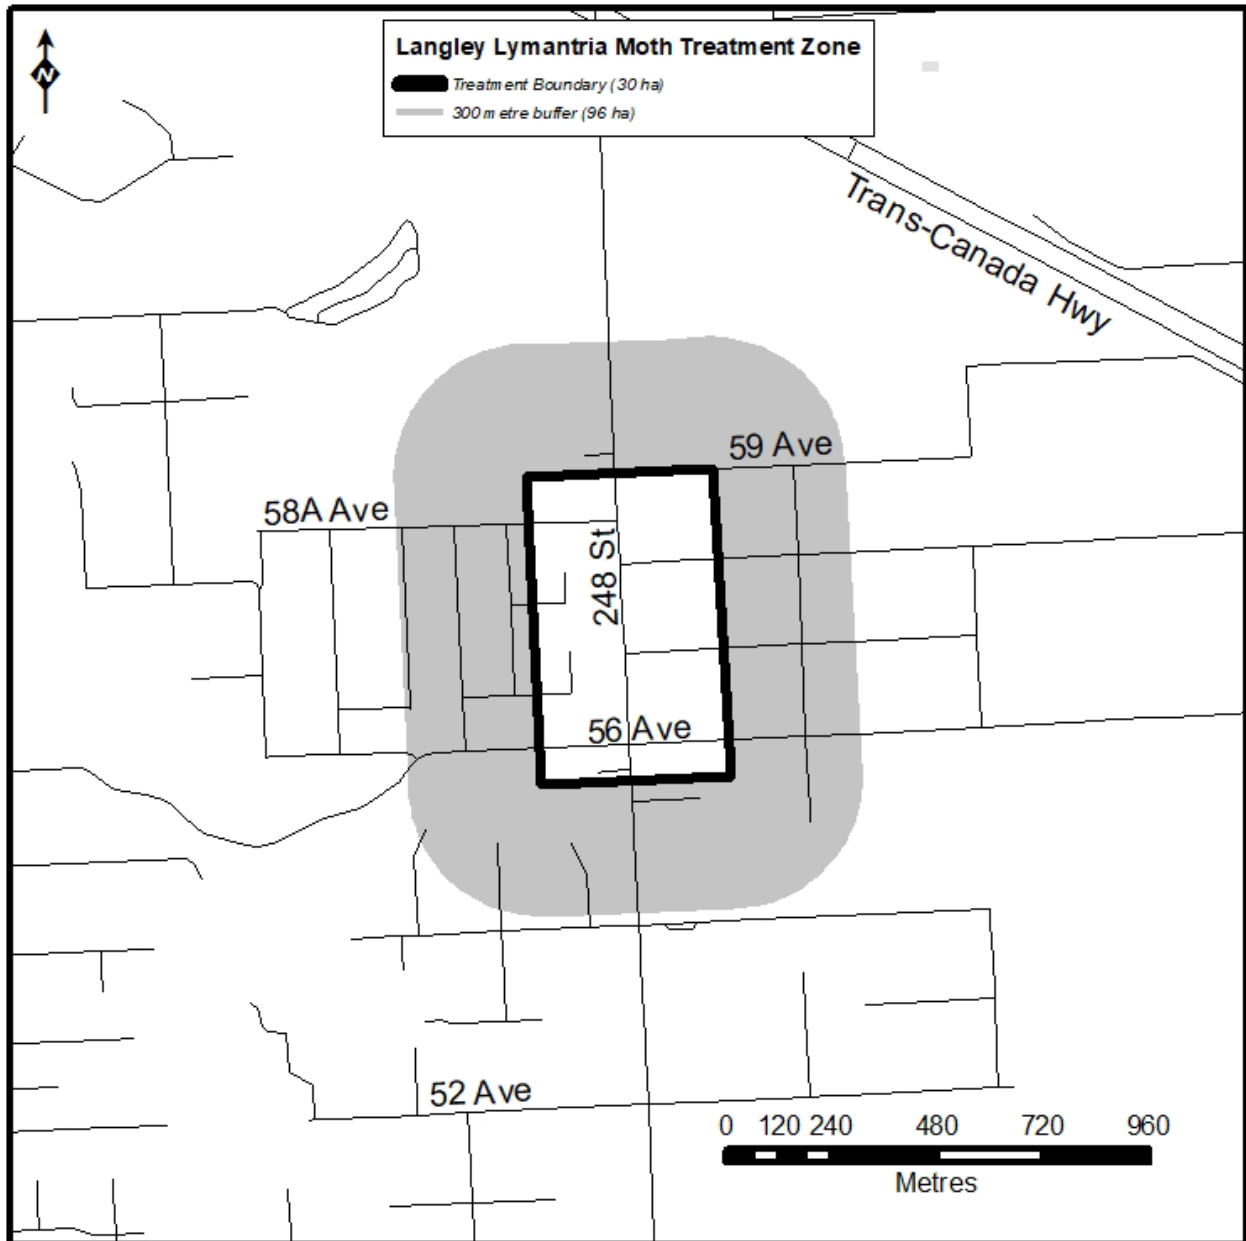 N
Langley Lymantria Moth Treatment Zone
Treatment Boundary (30 ha)
300 metre buffer (96 ha)
Trans-Canada Hwy
59 Ave
58A Ave
248 St
56 Ave
52 Ave
0 120 240 480 720 960
Metres